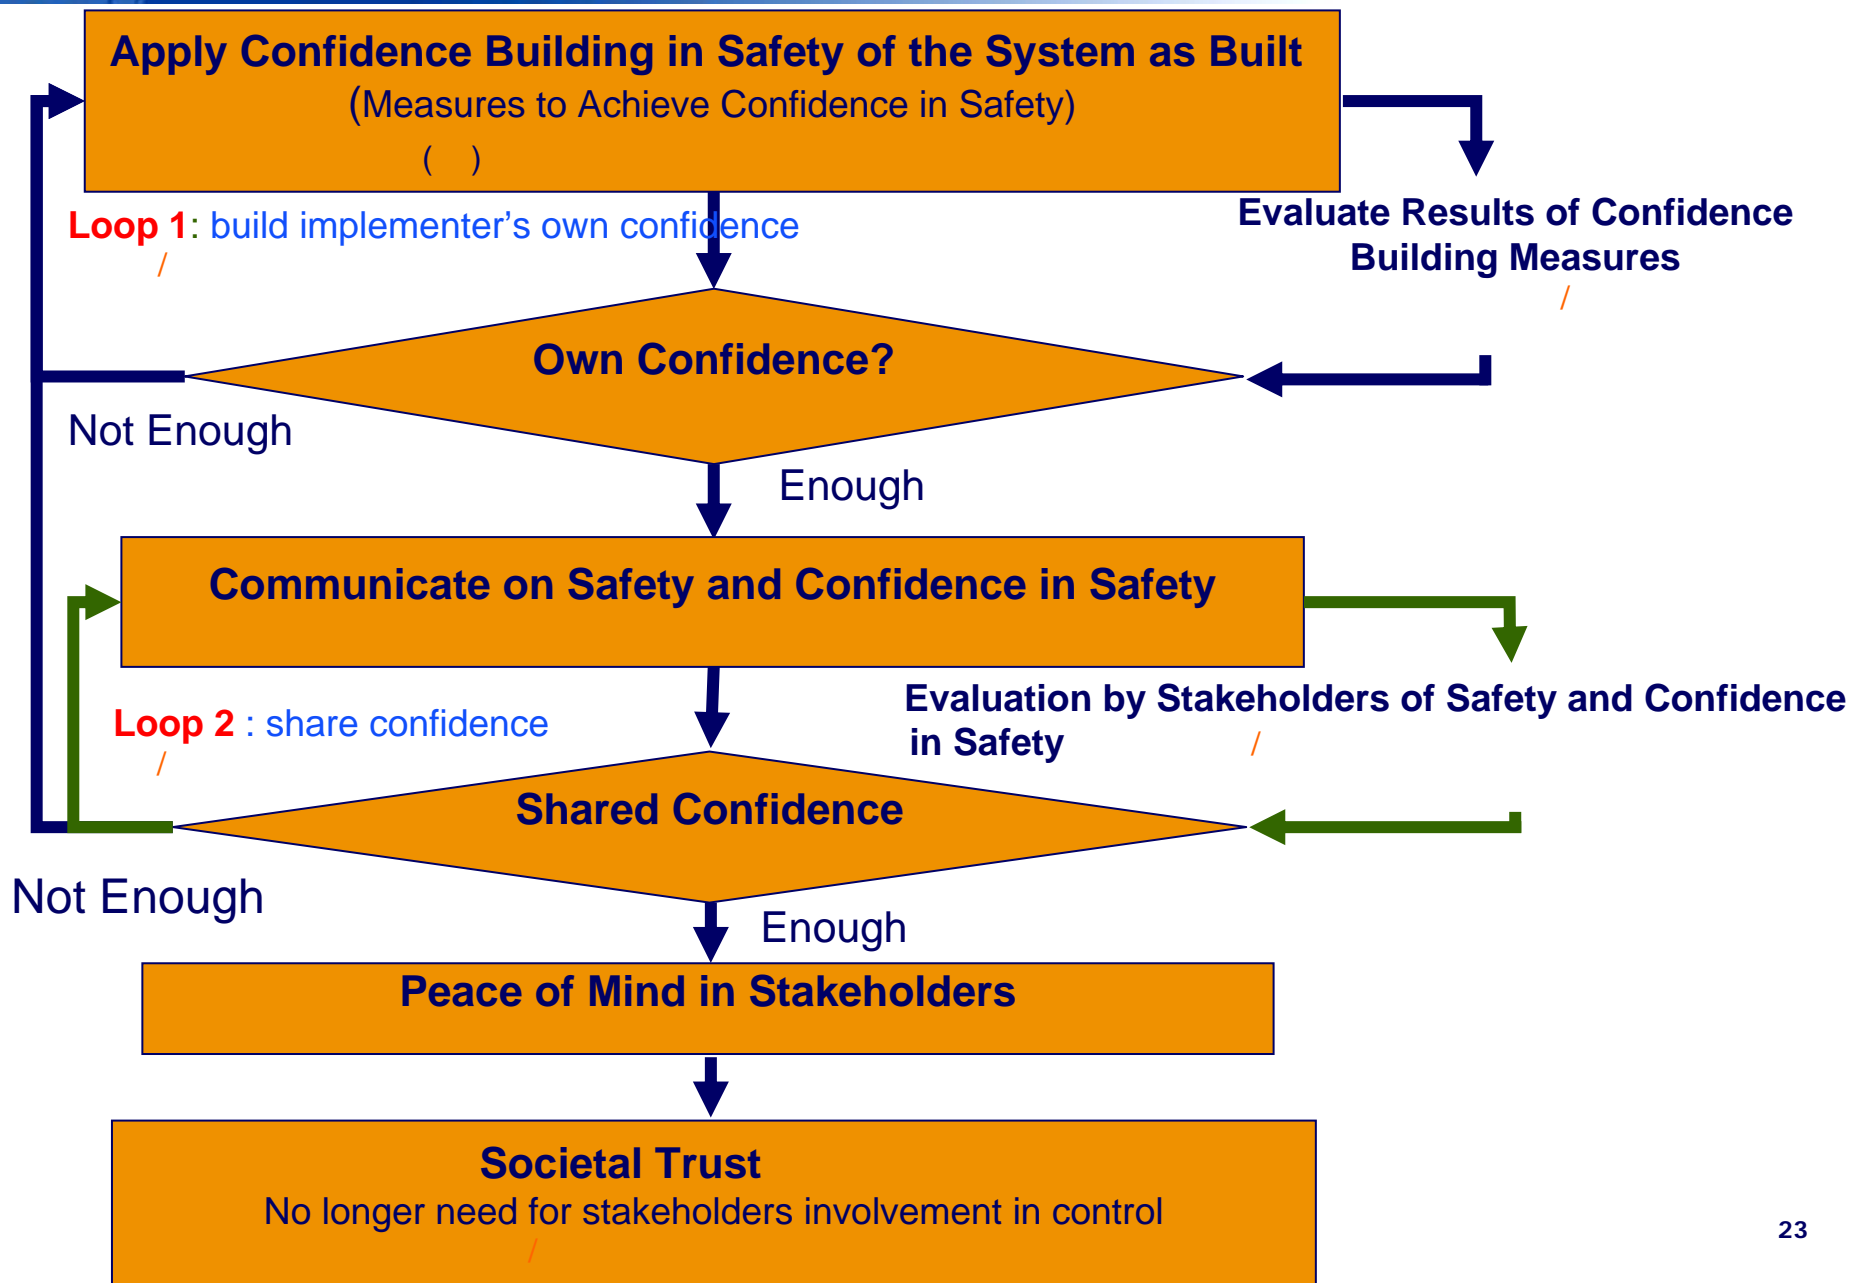 Apply Confidence Building in Safety of the System as Built
(Measures to Achieve Confidence in Safety)
( )
Loop 1: build implementer’s own confidence
/
Evaluate Results of Confidence
Building Measures
/
Own Confidence?
Not Enough
Enough
Communicate on Safety and Confidence in Safety
Loop 2 : share confidence
/
Evaluation by Stakeholders of Safety and Confidence
in Safety /
Shared Confidence
Not Enough
Enough
Peace of Mind in Stakeholders
Societal Trust
No longer need for stakeholders involvement in control
/
23